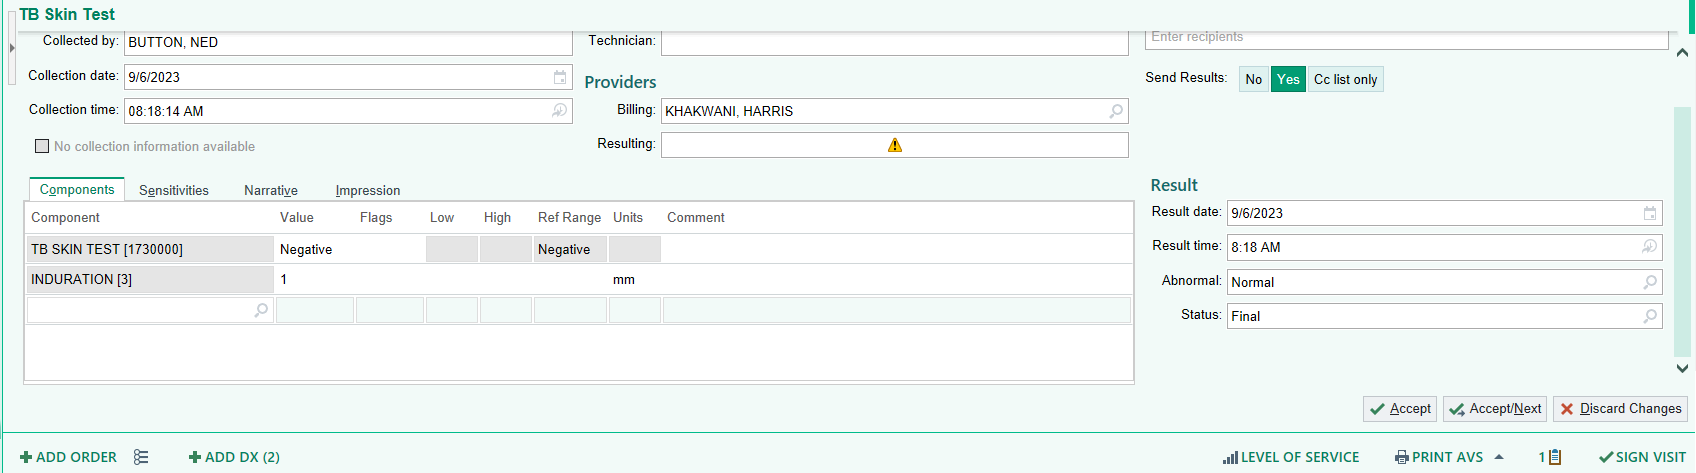 TB Skin Test
Collected by: BUTTON, NED
Technician:
Enter recipients
Collection date: 9/6/2023
Providers
Send Results: No Yes Cc list only
Collection time: 08:18:14 AM
Billing: KHAKWANI, HARRIS
No collection information available
Resulting:
Components Sensitivities Narrative Impression
Result
Component Value Flags Low High Ref Range Units Comment
Result date: 9/6/2023
TB SKIN TEST [1730000] Negative Negative
Result time: 8:18 AM
INDURATION [3] 1 mm
Abnormal: Normal
Status: Final
Accept Accept/Next Discard Changes
ADD ORDER ADD DX (2) LEVEL OF SERVICE PRINT AVS 1 SIGN VISIT